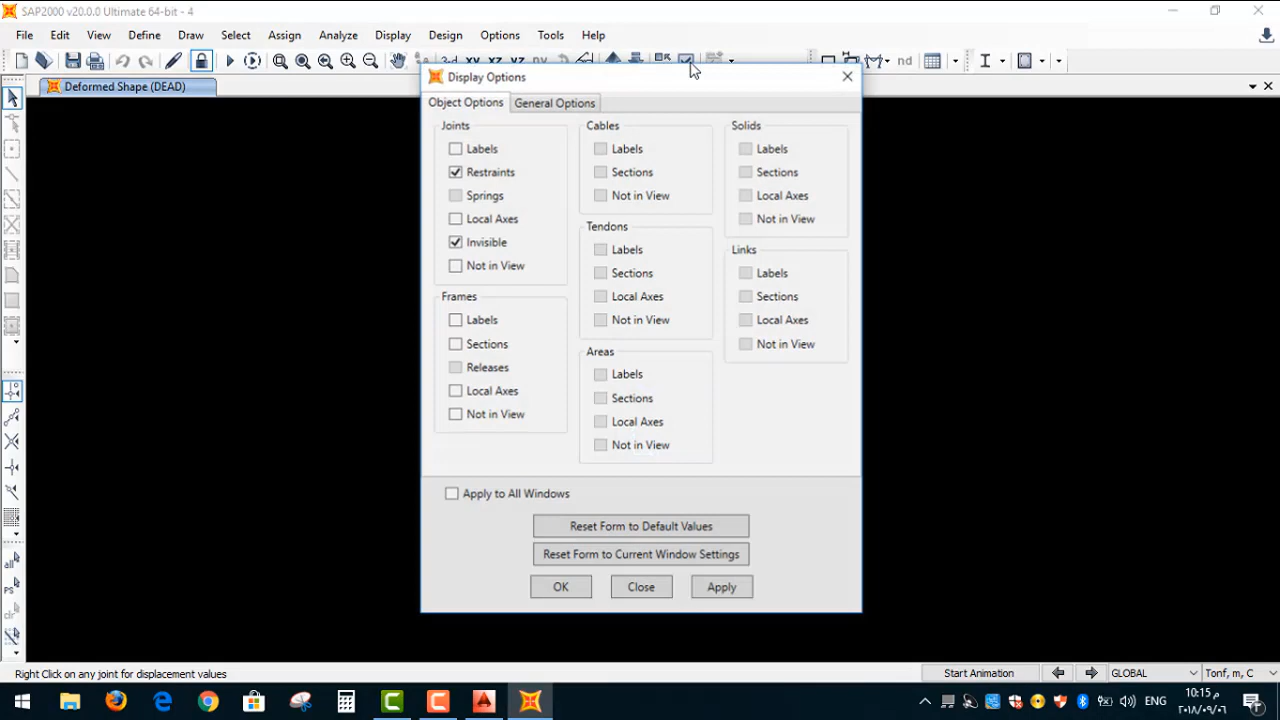 SAP2000 v20.0.0 Ultimate 64-bit - 4
File Edit View Define Draw Select Assign Analyze Display Design Options Tools Help
nd
Deformed Shape (DEAD)
Display Options
Object Options General Options
Joints
Labels
Restraints
Springs
Local Axes
Invisible
Not in View
Frames
Labels
Sections
Releases
Local Axes
Not in View
Cables
Labels
Sections
Not in View
Tendons
Labels
Sections
Local Axes
Not in View
Areas
Labels
Sections
Local Axes
Not in View
Solids
Labels
Sections
Local Axes
Not in View
Links
Labels
Sections
Local Axes
Not in View
Apply to All Windows
Reset Form to Default Values
Reset Form to Current Window Settings
OK Close Apply
all
PS
clr
Right Click on any joint for displacement values
Start Animation GLOBAL Tonf, m, C
ENG
10:15 م